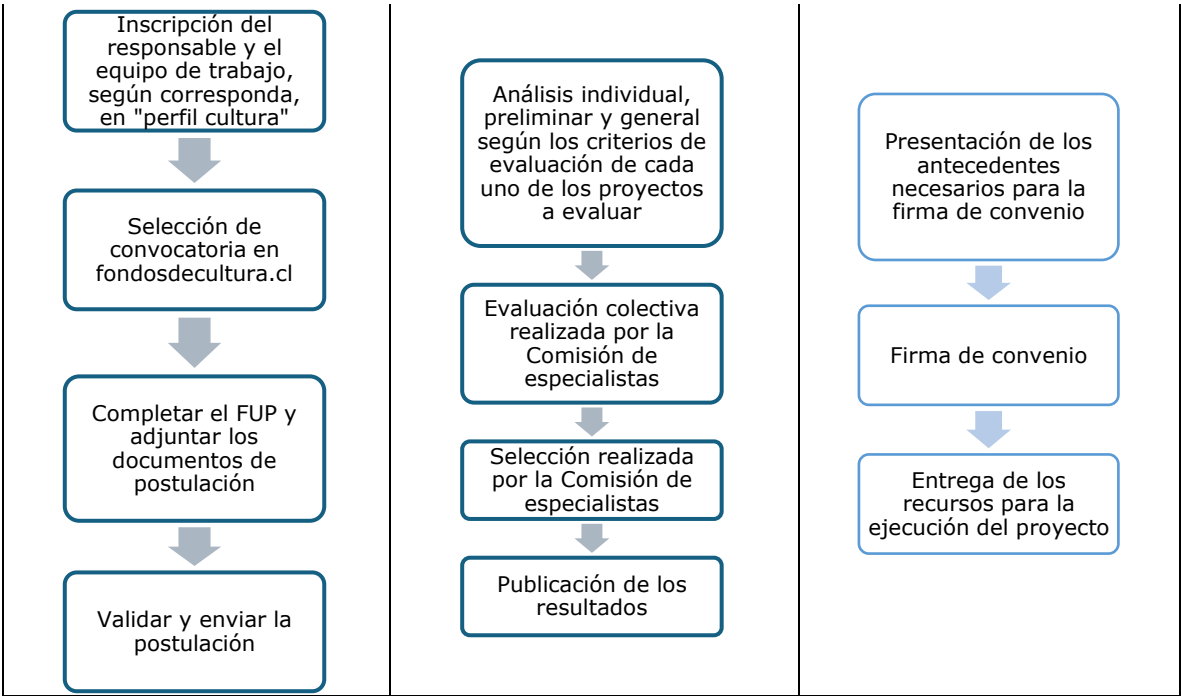 Inscripción del
responsable y el
equipo de trabajo,
según corresponda,
en "perfil cultura"
Selección de
convocatoria en
fondosdecultura.cl
Completar el FUP y
adjuntar los
documentos de
postulación
Validar y enviar la
postulación
Análisis individual,
preliminar y general
según los criterios de
evaluación de cada
uno de los proyectos
a evaluar
Evaluación colectiva
realizada por la
Comisión de
especialistas
Selección realizada
por la Comisión de
especialistas
Publicación de los
resultados
Presentación de los
antecedentes
necesarios para la
firma de convenio
Firma de convenio
Entrega de los
recursos para la
ejecución del proyecto